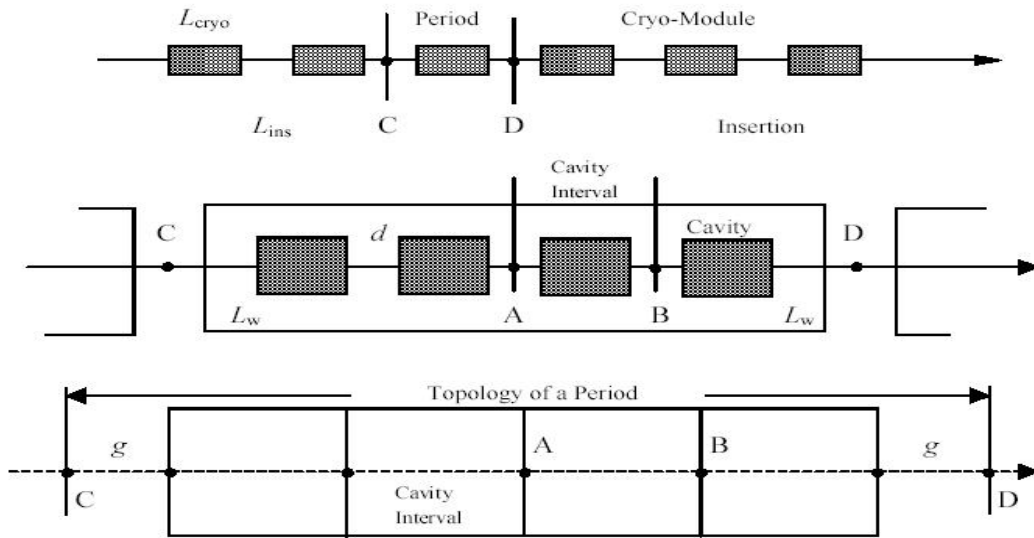 L_cryo
Period
Cryo-Module
L_ins
C
D
Insertion
Cavity
Interval
C
d
Cavity
D
L_w
A
B
L_w
Topology of a Period
g
A
B
g
C
Cavity
Interval
D